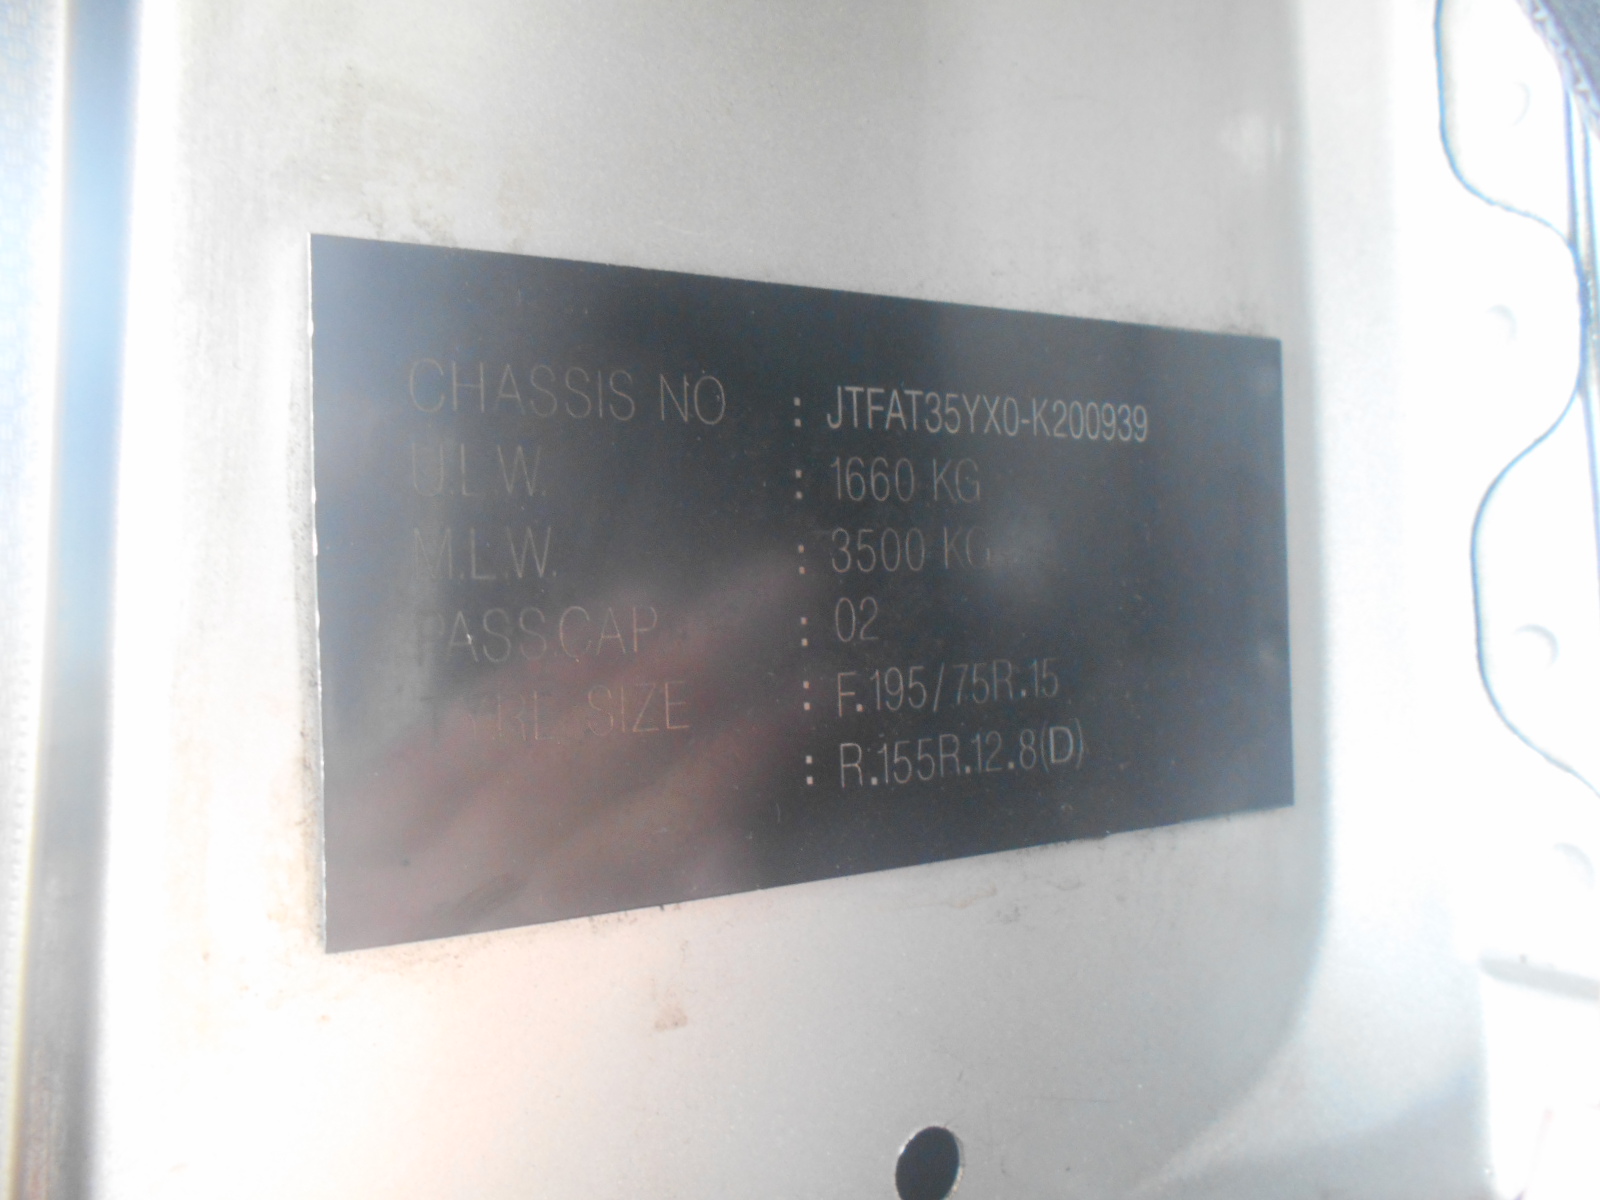 CHASSIS NO : JTFAT35YX0-K200939
U.L.W. : 1660 KG
M.L.W. : 3500 KG
PASS.CAP : 02
TYRE SIZE : F.195/75R.15
: R.155R.12.8(D)